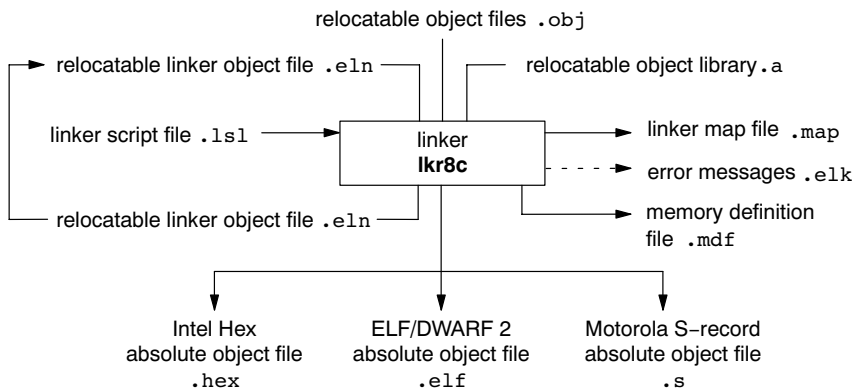 relocatable object files .obj
relocatable linker object file .eln
relocatable object library.a
linker script file .lsl
linker
lkr8c
linker map file .map
error messages .elk
relocatable linker object file .eln
memory definition
file .mdf
Intel Hex
absolute object file
.hex
ELF/DWARF 2
absolute object file
.elf
Motorola S−record
absolute object file
.s